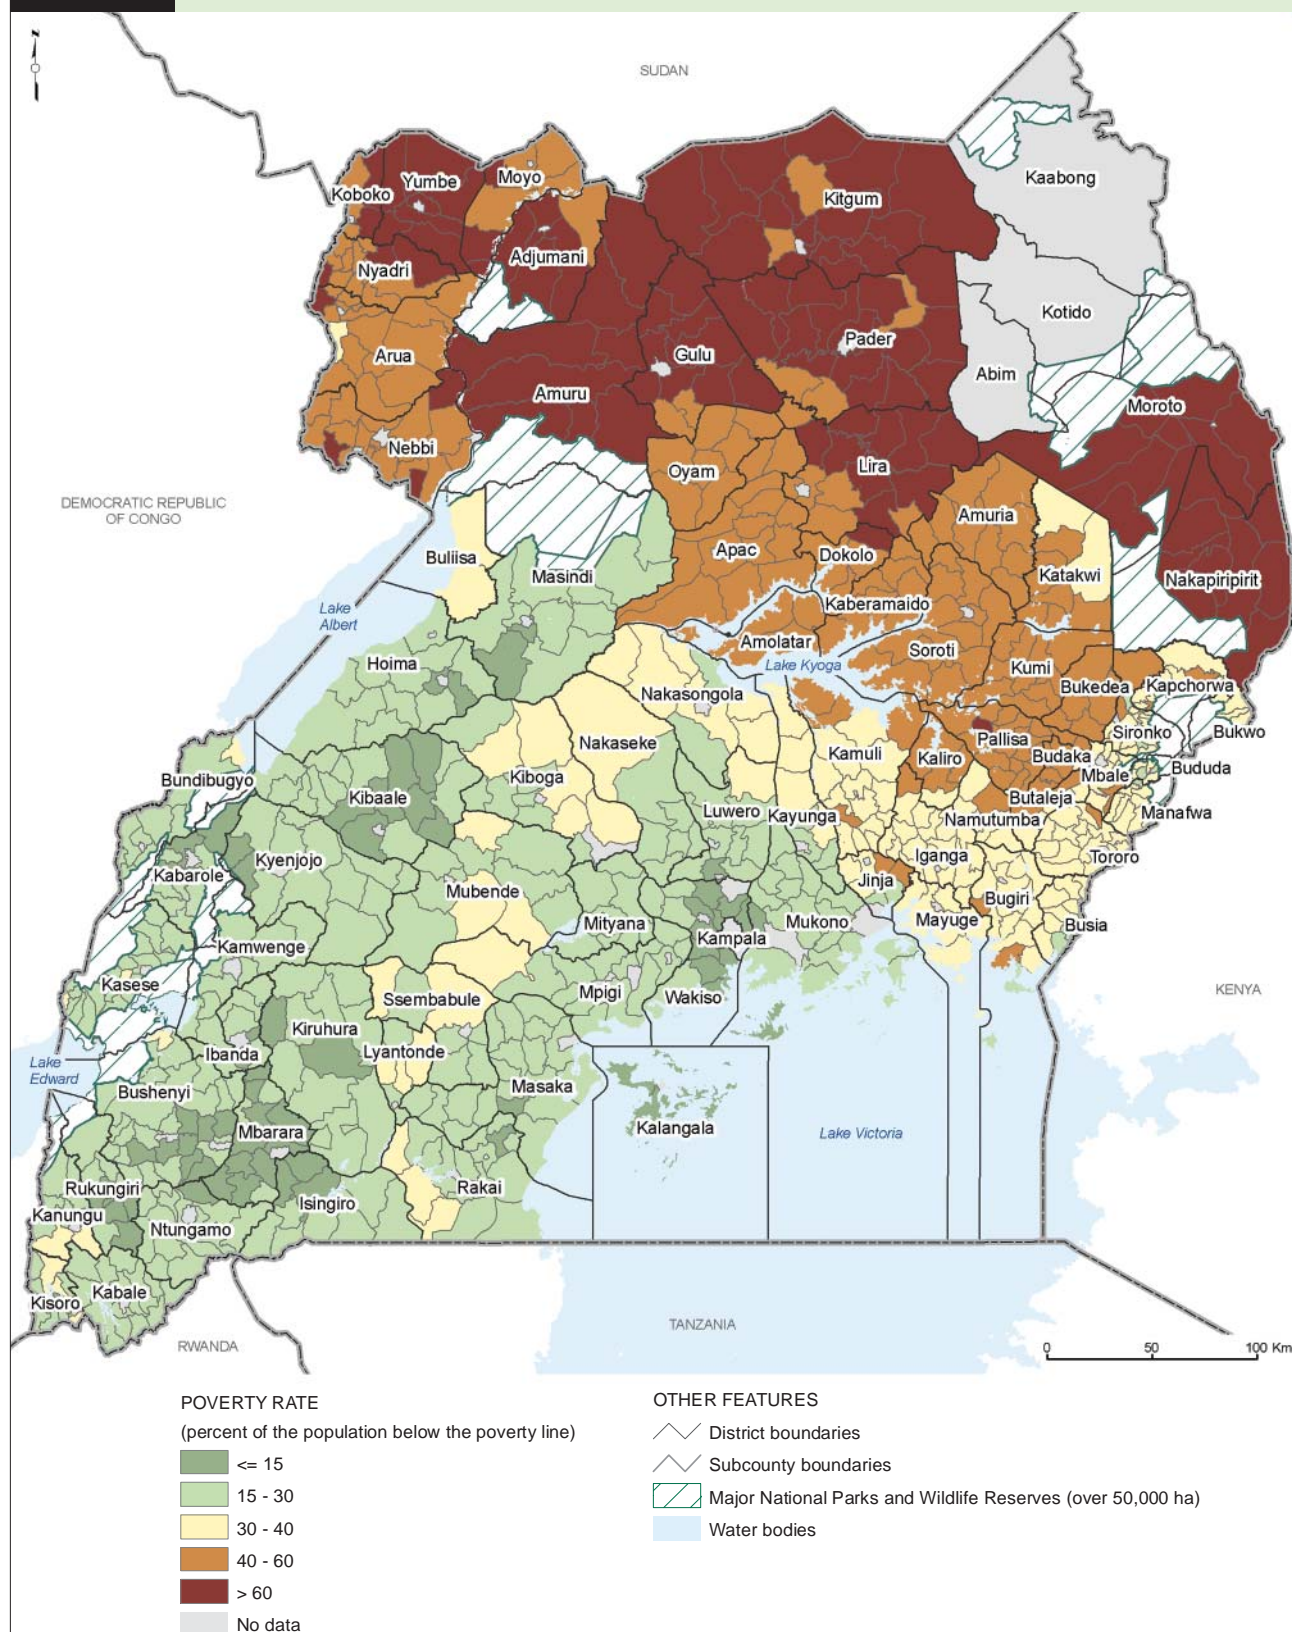 N
SUDAN
Kaabong
Koboko
Yumbe
Moyo
Kitgum
Nyadri
Adjumani
Kotido
Arua
Gulu
Pader
Abim
Amuru
Moroto
Nebbi
Oyam
Lira
DEMOCRATIC REPUBLIC
OF CONGO
Amuria
Buliisa
Masindi
Apac
Dokolo
Katakwi
Nakapiripirit
Lake
Albert
Kaberamaido
Amolatar
Hoima
Lake Kyoga
Soroti
Kumi
Nakasongola
Bukedea
Kapchorwa
Bundibugyo
Kiboga
Nakaseke
Kamuli
Kaliro
Pallisa
Budaka
Sironko
Bukwo
Mbale
Bududa
Kibaale
Luwero
Kayunga
Butaleja
Namutumba
Manafwa
Kyenjojo
Kabarole
Iganga
Tororo
Mubende
Jinja
Bugiri
Kamwenge
Mityana
Kampala
Mukono
Mayuge
Busia
Kasese
Ssembabule
Mpigi
Wakiso
KENYA
Kiruhura
Ibanda
Lyantonde
Lake
Edward
Bushenyi
Masaka
Mbarara
Kalangala
Lake Victoria
Rukungiri
Isingiro
Rakai
Kanungu
Ntungamo
Kabale
Kisoro
RWANDA
TANZANIA
0 50 100 Km
POVERTY RATE
(percent of the population below the poverty line)
<= 15
15 - 30
30 - 40
40 - 60
> 60
No data
OTHER FEATURES
District boundaries
Subcounty boundaries
Major National Parks and Wildlife Reserves (over 50,000 ha)
Water bodies